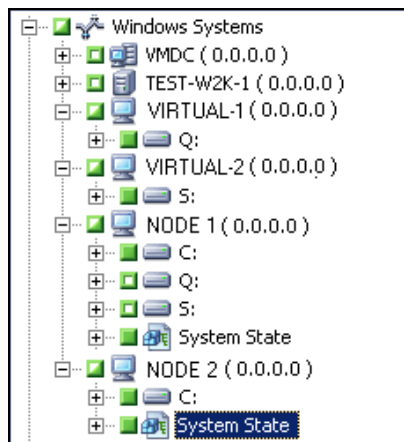 Windows Systems
VMDC ( 0.0.0.0 )
TEST-W2K-1 ( 0.0.0.0 )
VIRTUAL-1 ( 0.0.0.0 )
Q:
VIRTUAL-2 ( 0.0.0.0 )
S:
NODE 1 ( 0.0.0.0 )
C:
Q:
S:
System State
NODE 2 ( 0.0.0.0 )
C:
System State